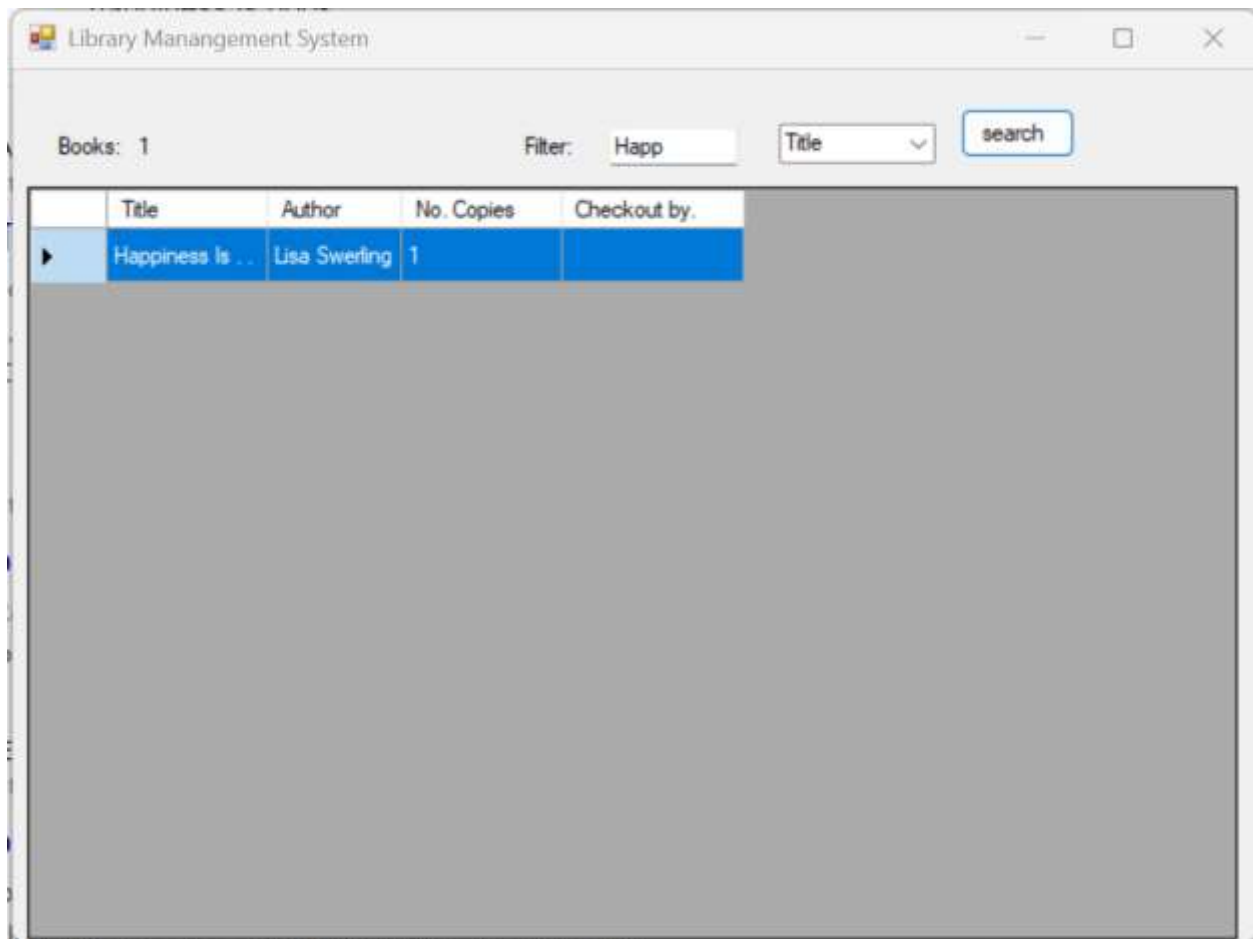 Library Manangement System
Books: 1 Filter: Happ Title search
Title Author No. Copies Checkout by.
Happiness Is . . Lisa Swerling 1